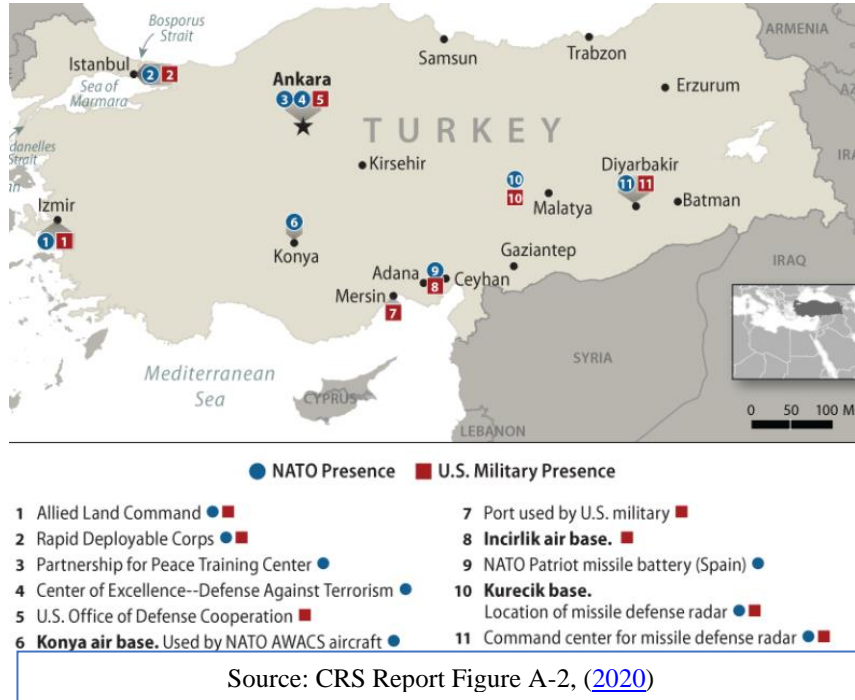 Bosporus
Strait
ARMENIA
Istanbul
2 2
Samsun
Trabzon
Ankara
Sea of
Marmara
3 4 5
Erzurum
AZ
TURKEY
danelles
Strait
an
IRA
Kirsehir
Diyarbakir
10
11 11
10
Malatya
Batman
Izmir
6
1 1
Konya
Gaziantep
Adana
9
Ceyhan
8
IRAQ
Mersin
7
Mediterranean
Sea
SYRIA
CYPRUS
0 50 100 M
LEBANON
NATO Presence U.S. Military Presence
1 Allied Land Command
2 Rapid Deployable Corps
3 Partnership for Peace Training Center
4 Center of Excellence--Defense Against Terrorism
5 U.S. Office of Defense Cooperation
6 Konya air base. Used by NATO AWACS aircraft
7 Port used by U.S. military
8 Incirlik air base.
9 NATO Patriot missile battery (Spain)
10 Kurecik base.
Location of missile defense radar
11 Command center for missile defense radar
Source: CRS Report Figure A-2, (2020)